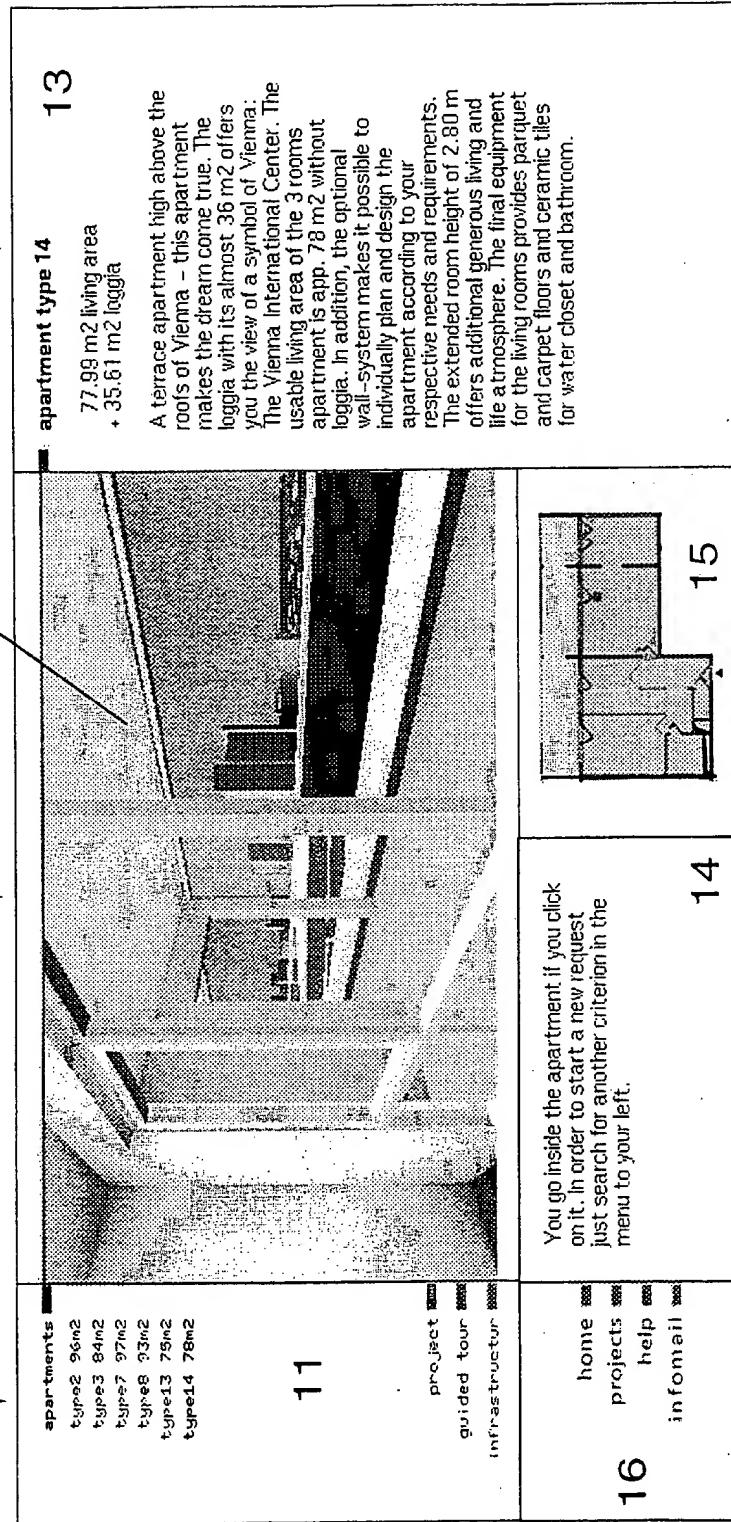 apartments
type2 96m2
type3 84m2
type7 97m2
type8 93m2
type13 75m2
type14 78m2
11
project
guided tour
infrastructur
16
home
projects
help
infomail
You go inside the apartment if you click
on it. In order to start a new request
just search for another criterion in the
menu to your left.
14
15
apartment type 14
13
77.99 m2 living area
+ 35.61 m2 loggia
A terrace apartment high above the
roofs of Vienna – this apartment
makes the dream come true. The
loggia with its almost 36 m2 offers
you the view of a symbol of Vienna:
The Vienna International Center. The
usable living area of the 3 rooms
apartment is app. 78 m2 without
loggia. In addition, the optional
wall-system makes it possible to
individually plan and design the
apartment according to your
respective needs and requirements.
The extended room height of 2.80 m
offers additional generous living and
life atmosphere. The final equipment
for the living rooms provides parquet
and carpet floors and ceramic tiles
for water closet and bathroom.